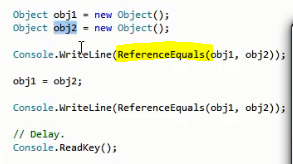 Object obj1 = new Object();
Object obj2 = new Object();
Console.WriteLine(ReferenceEquals(obj1, obj2));
obj1 = obj2;
Console.WriteLine(ReferenceEquals(obj1, obj2));
// Delay.
Console.ReadKey();